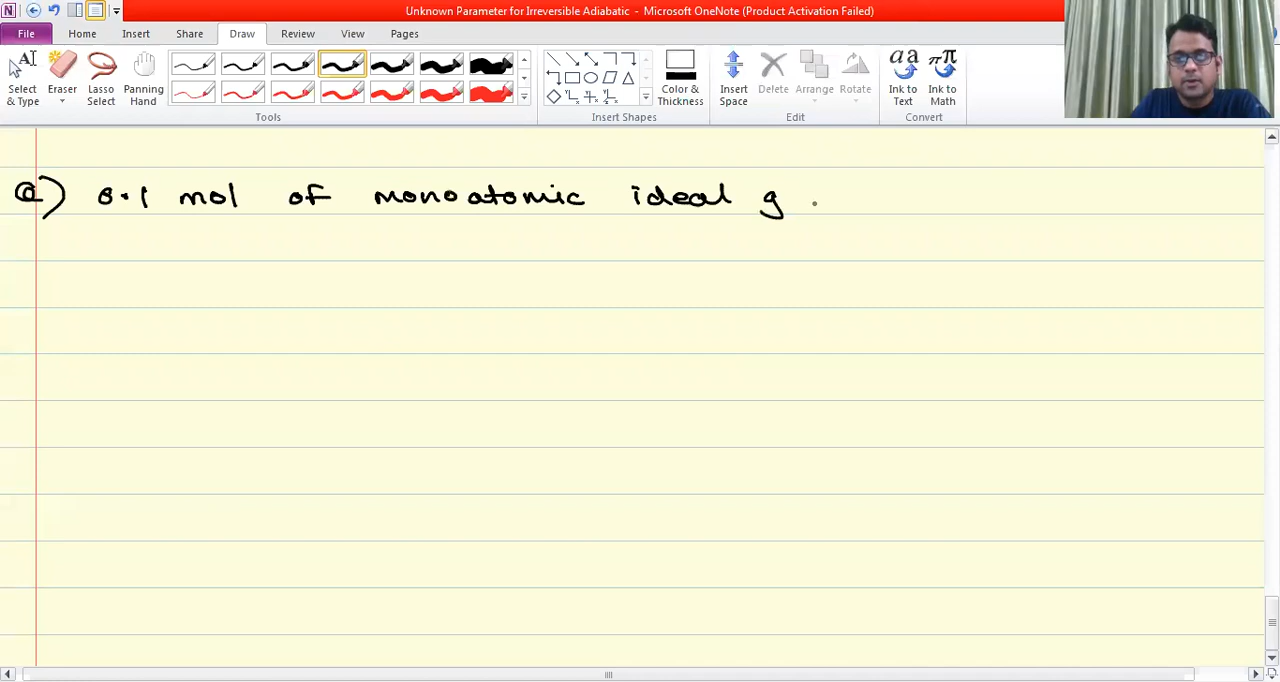 Unknown Parameter for Irreversible Adiabatic - Microsoft OneNote (Product Activation Failed)
File Home Insert Share Draw Review View Pages
Select & Type Eraser Lasso Select Panning Hand Color & Thickness Insert Space Delete Arrange Rotate Ink to Text Ink to Math
Tools Insert Shapes Edit Convert
Q) 0.1 mol of monoatomic ideal g